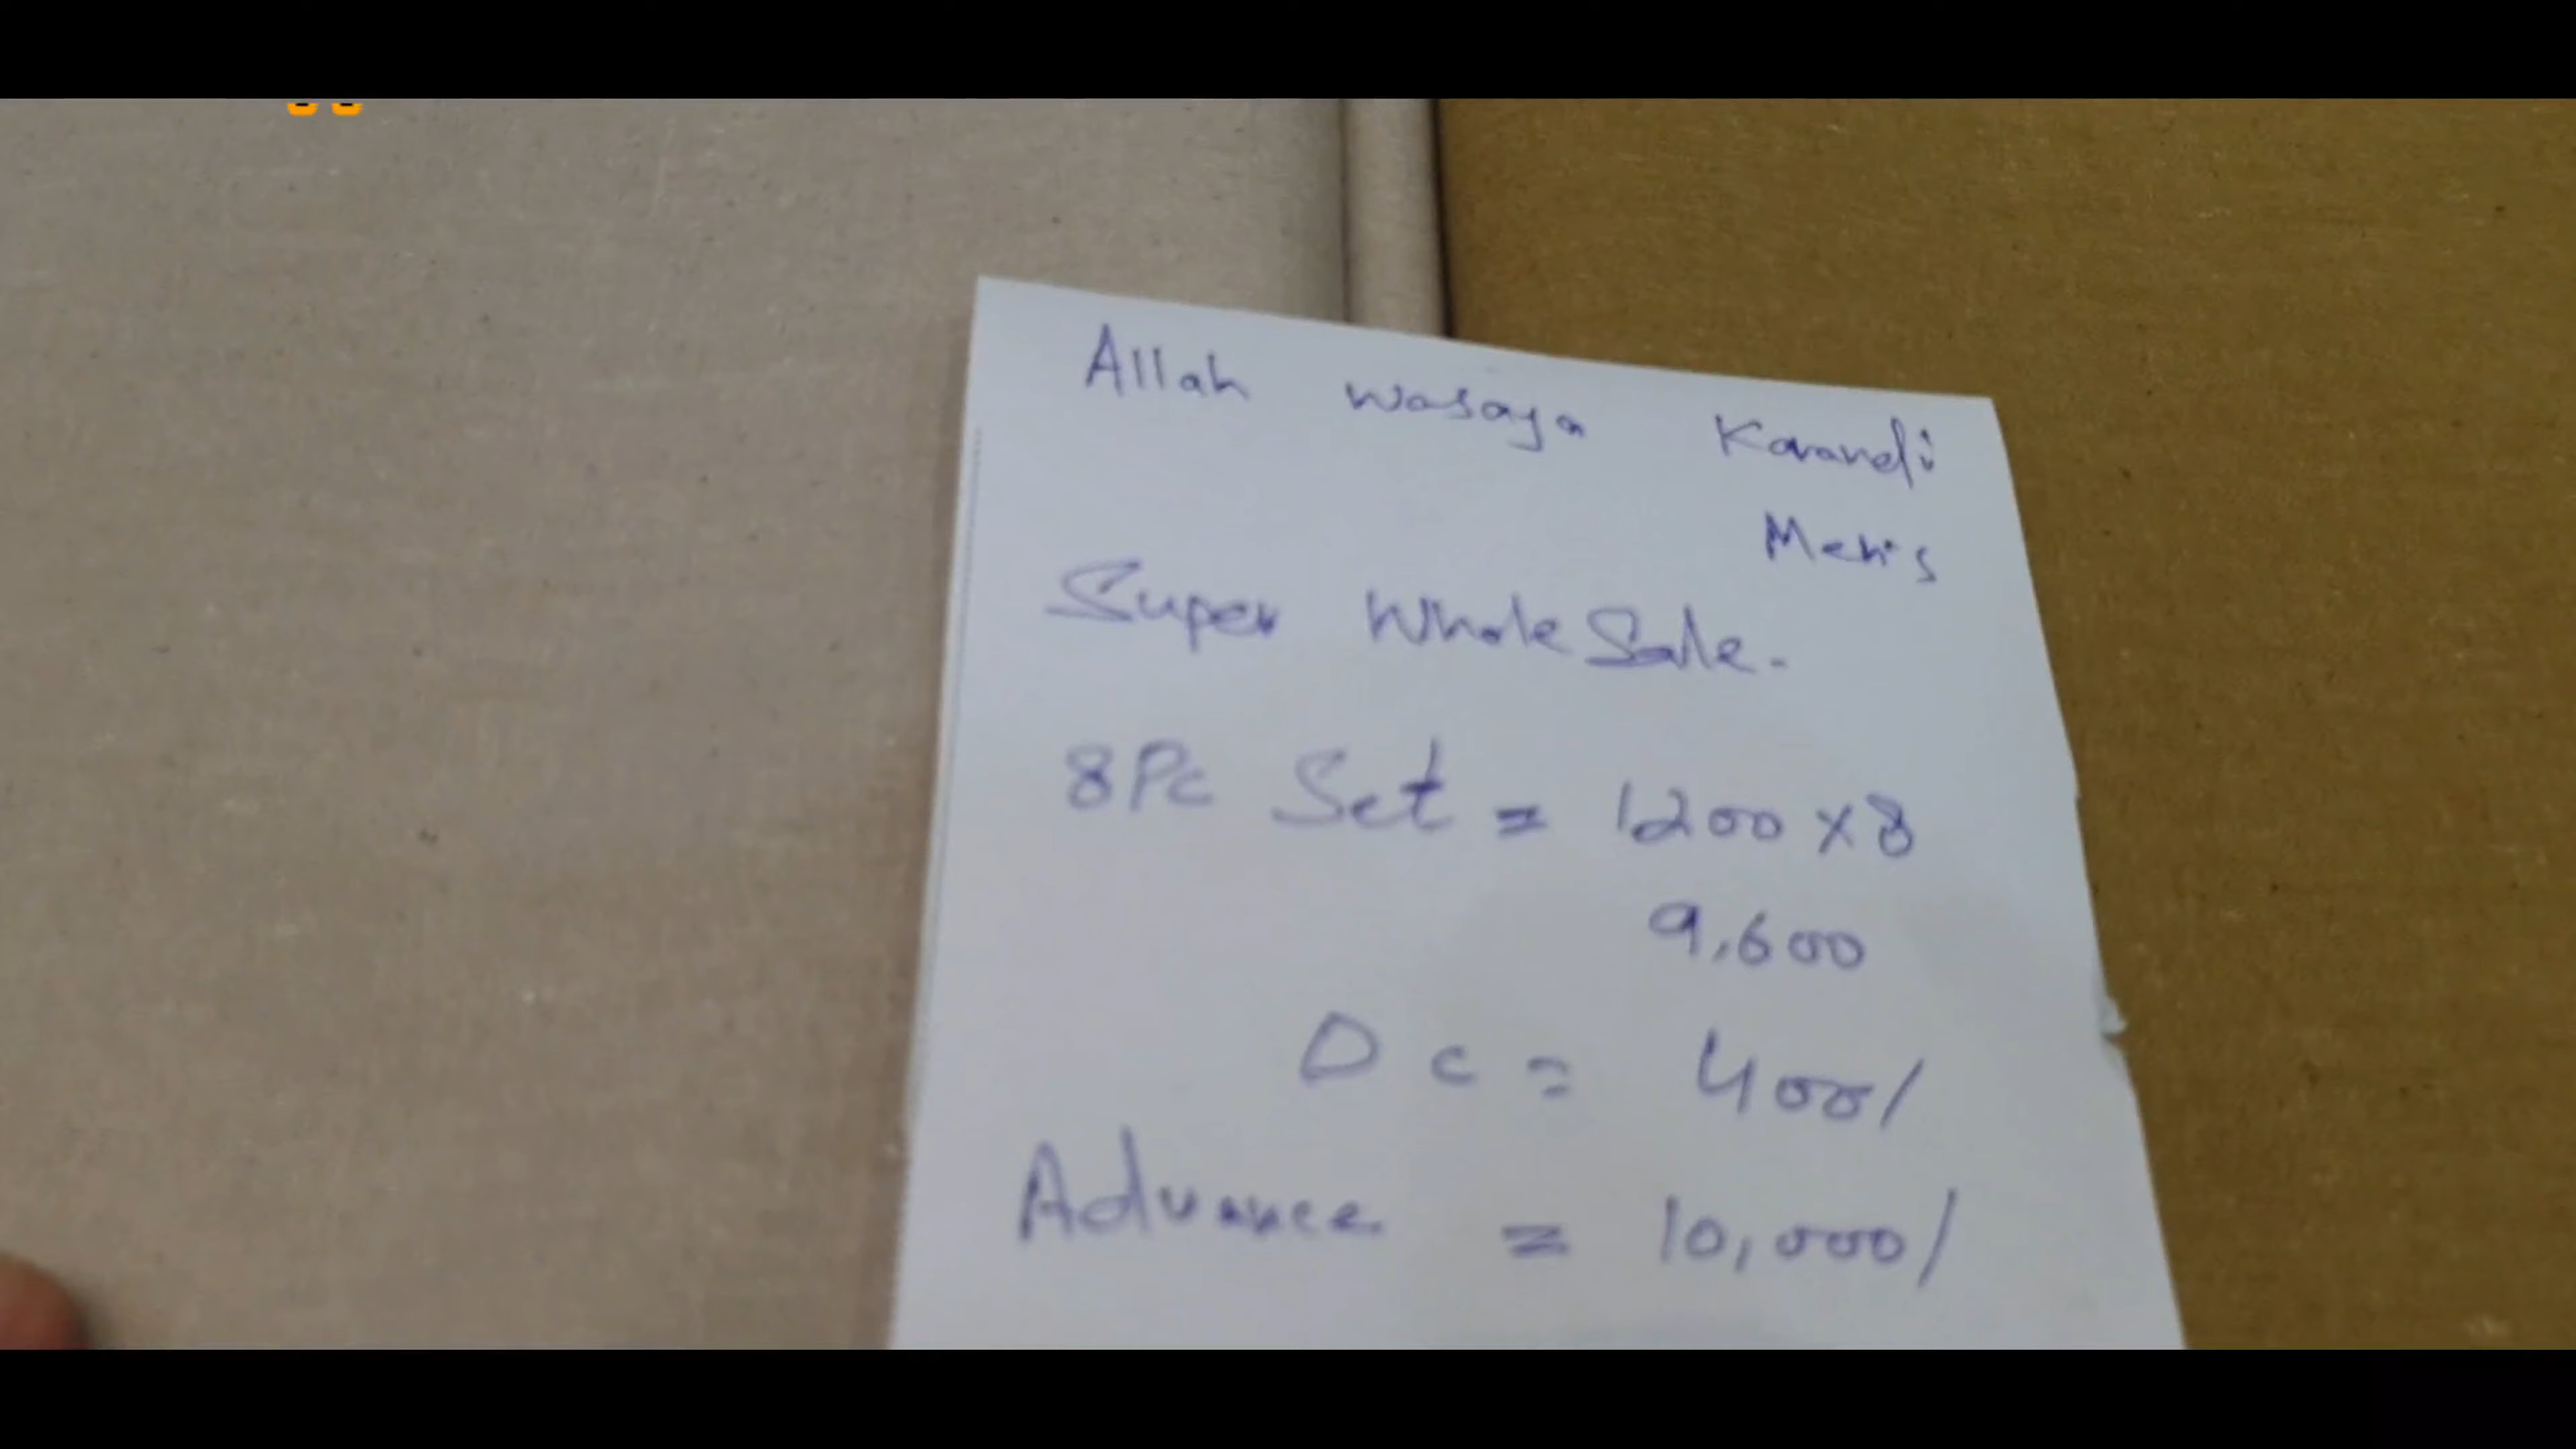 Allah wasaya Karandi
Men's
Super Whole Sale.
8Pc Set = 1200 x 8
9,600
Dc = 400/
Advance = 10,000/